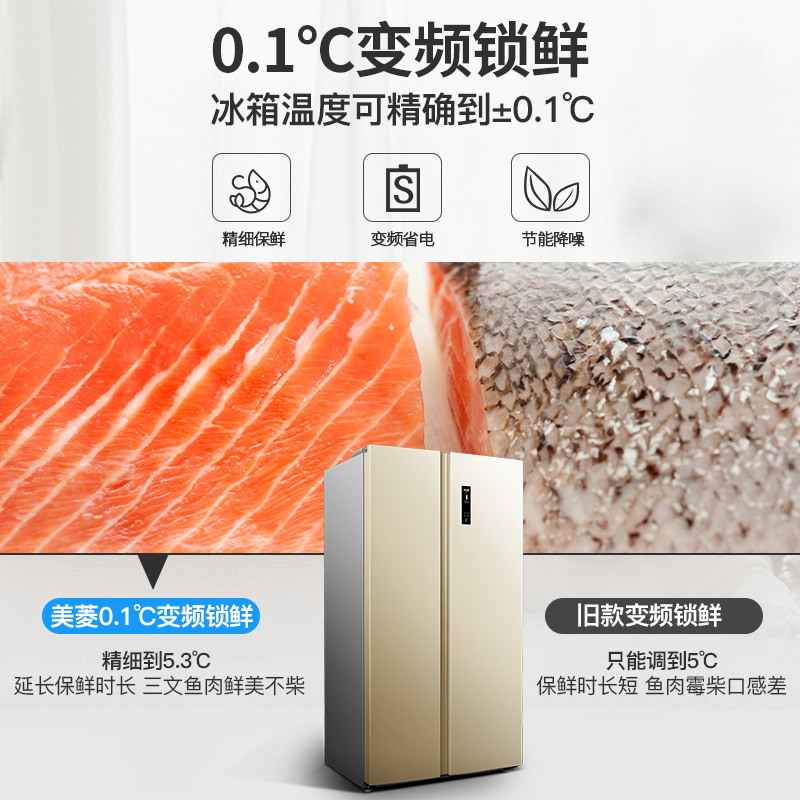 0.1℃变频锁鲜
冰箱温度可精确到±0.1℃
S
精细保鲜
变频省电
节能降噪
美菱0.1℃变频锁鲜
精细到5.3℃
延长保鲜时长 三文鱼肉鲜美不柴
旧款变频锁鲜
只能调到5℃
保鲜时长短 鱼肉霉柴口感差